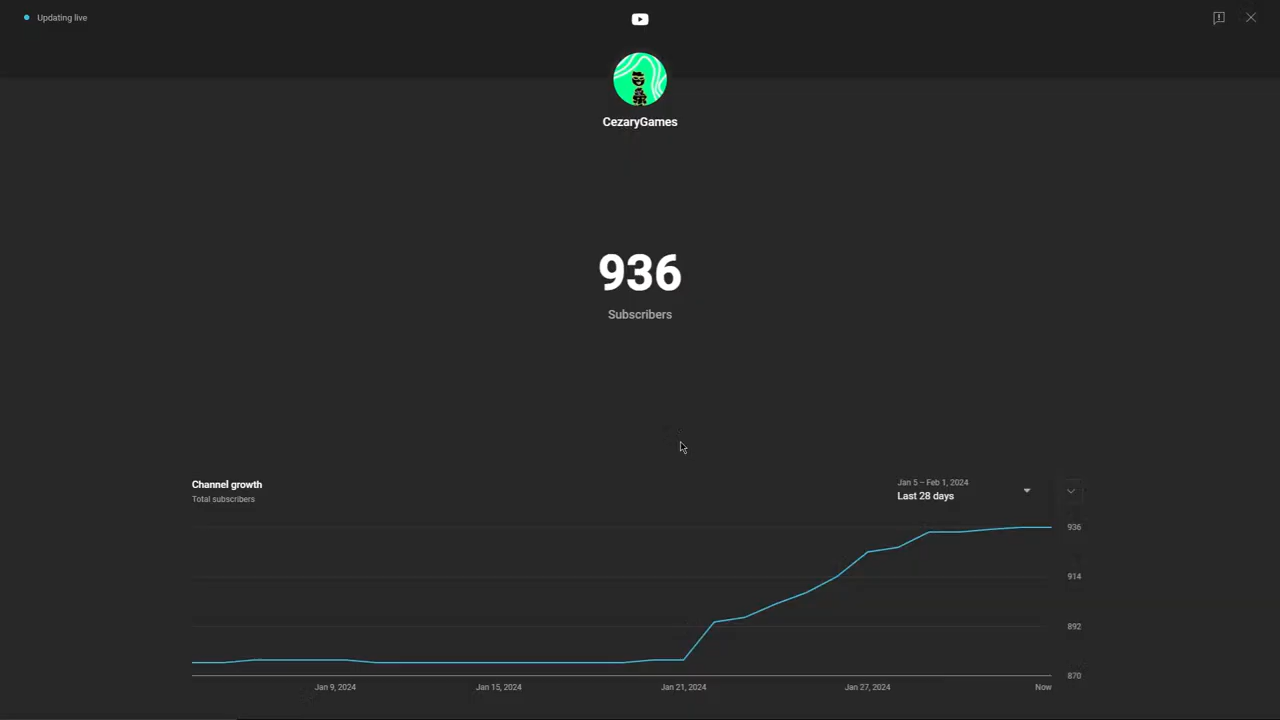 Updating live
CezaryGames
936
Subscribers
Channel growth
Total subscribers
Jan 5 – Feb 1, 2024
Last 28 days
936
914
892
870
Jan 9, 2024
Jan 15, 2024
Jan 21, 2024
Jan 27, 2024
Now